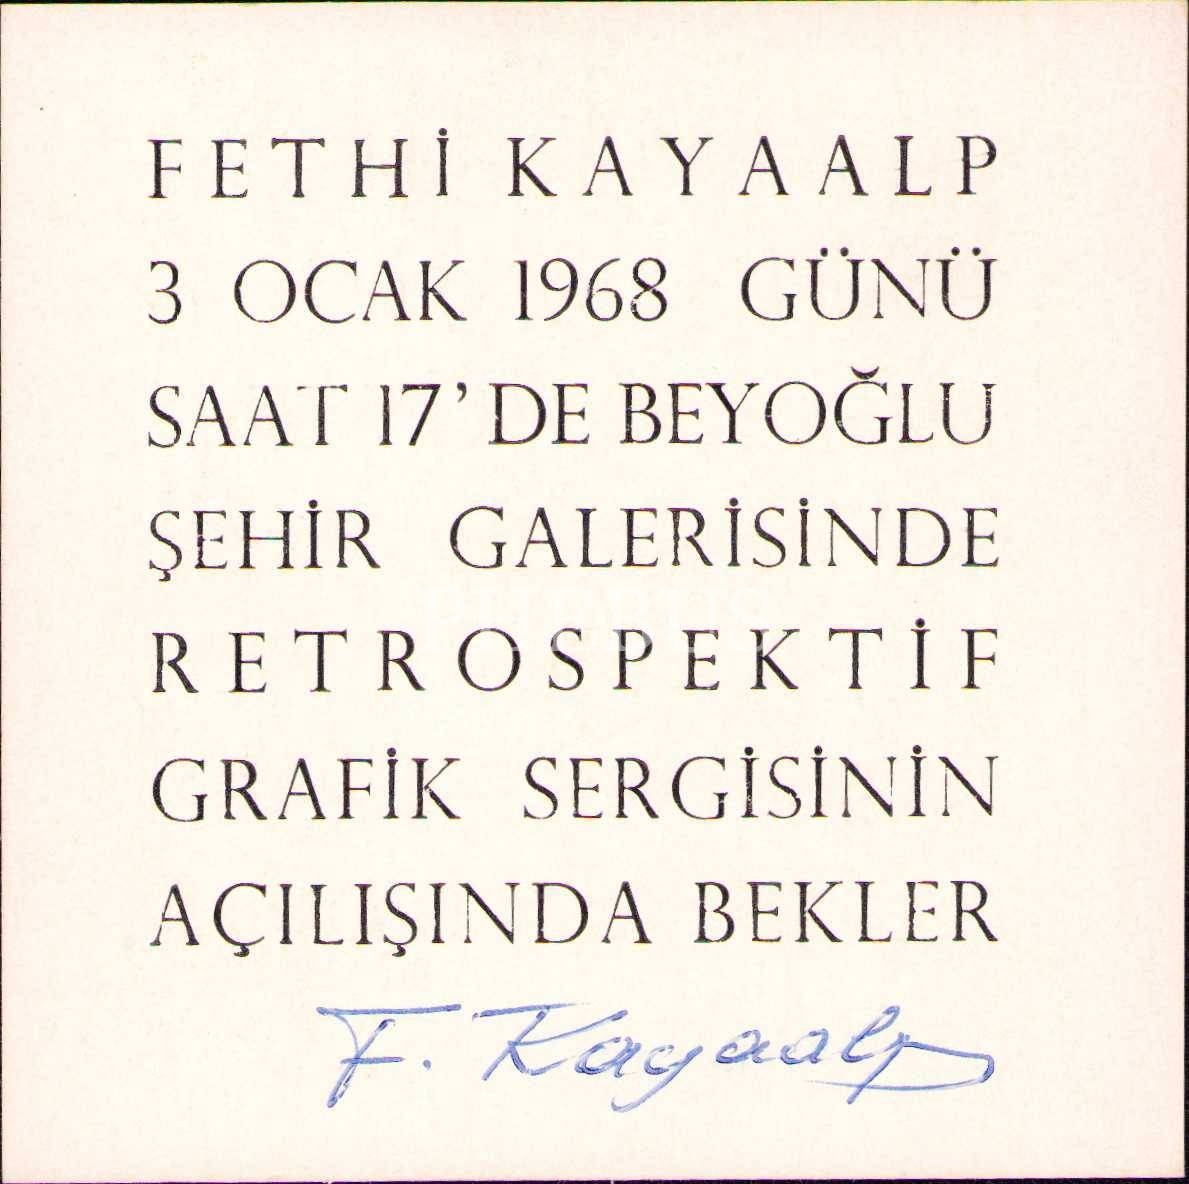 FETHİ KAYAALP
3 OCAK 1968 GÜNÜ
SAAT 17'DE BEYOĞLU
ŞEHİR GALERİSİNDE
RETROSPEKTİF
GRAFİK SERGİSİNİN
AÇILIŞINDA BEKLER
F. Kayaalp